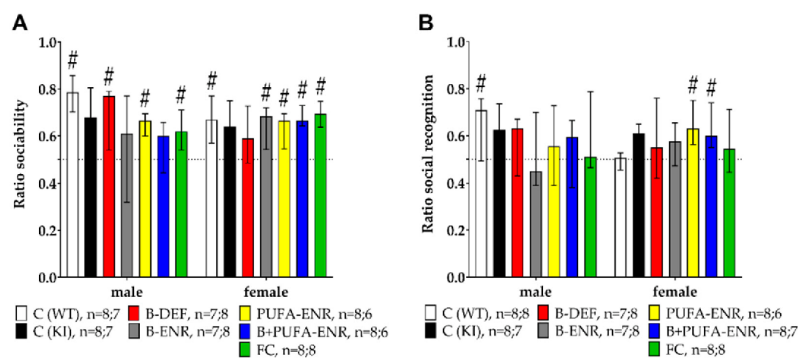 A
Ratio sociability
1.0
0.8
0.6
0.4
0.2
0.0
# # # # # # # # #
male female
C (WT), n=8;7 B-DEF, n=7;8 PUFA-ENR, n=8;6
C (KI), n=8;7 B-ENR, n=7;8 B+PUFA-ENR, n=8;6
FC, n=8;8
B
Ratio social recognition
1.0
0.8
0.6
0.4
0.2
0.0
# # #
male female
C (WT), n=8;8 B-DEF, n=7;8 PUFA-ENR, n=8;6
C (KI), n=8;7 B-ENR, n=7;8 B+PUFA-ENR, n=8;7
FC, n=8;8